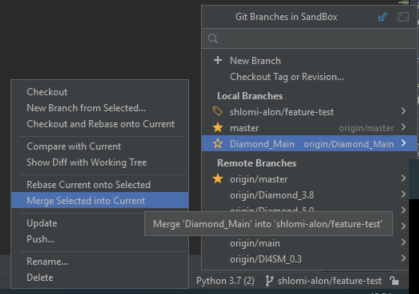 Git Branches in SandBox
New Branch
Checkout Tag or Revision...
Local Branches
shlomi-alon/feature-test
master origin/master
Diamond_Main origin/Diamond_Main
Remote Branches
origin/master
origin/Diamond_3.8
origin/main
origin/DI4SM_0.3
Checkout
New Branch from Selected...
Checkout and Rebase onto Current
Compare with Current
Show Diff with Working Tree
Rebase Current onto Selected
Merge Selected into Current
Update
Push...
Rename...
Delete
Merge 'Diamond_Main' into 'shlomi-alon/feature-test'
Python 3.7 (2) shlomi-alon/feature-test